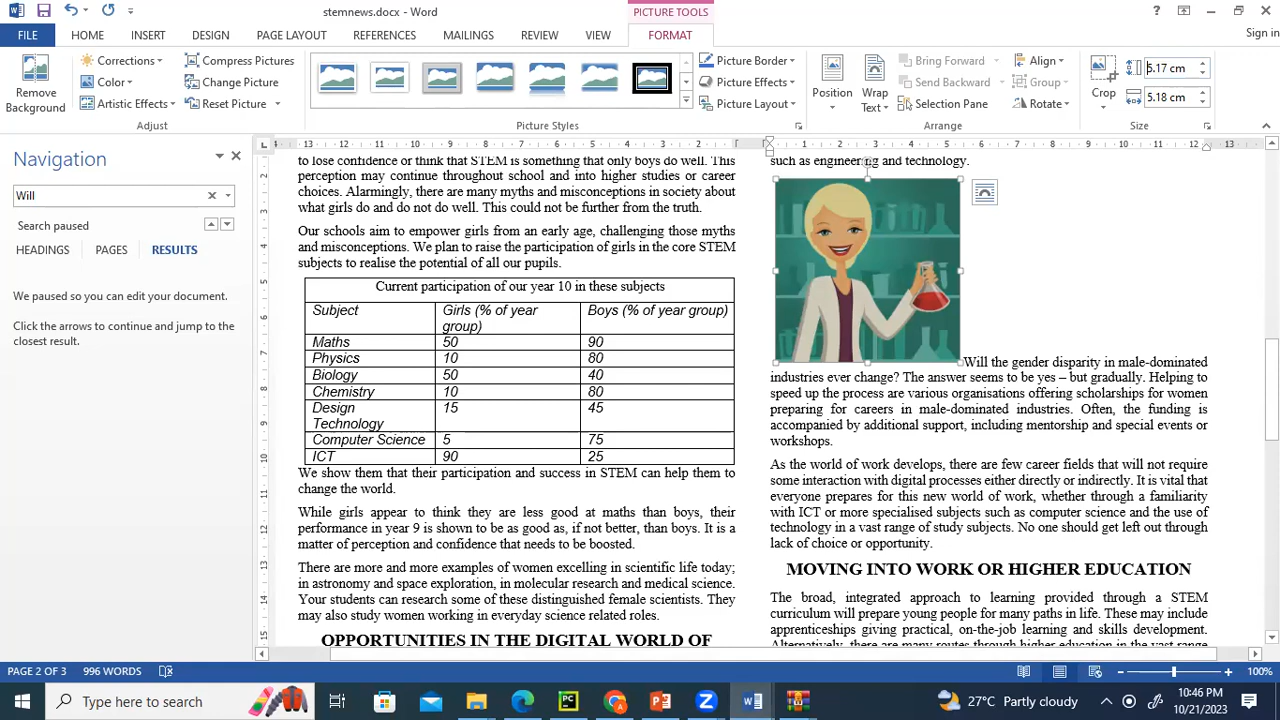 stemnews.docx - Word
PICTURE TOOLS
FILE
HOME
INSERT
DESIGN
PAGE LAYOUT
REFERENCES
MAILINGS
REVIEW
VIEW
FORMAT
Sign in
Remove
Background
Corrections
Color
Artistic Effects
Compress Pictures
Change Picture
Reset Picture
Adjust
Picture Styles
Picture Border
Picture Effects
Picture Layout
Position
Wrap
Text
Bring Forward
Send Backward
Selection Pane
Align
Group
Rotate
Arrange
Crop
5.17 cm
5.18 cm
Size
Navigation
Will
Search paused
HEADINGS
PAGES
RESULTS
We paused so you can edit your document.
Click the arrows to continue and jump to the
closest result.
to lose confidence or think that STEM is something that only boys do well. This
perception may continue throughout school and into higher studies or career
choices. Alarmingly, there are many myths and misconceptions in society about
what girls do and do not do well. This could not be further from the truth.
Our schools aim to empower girls from an early age, challenging those myths
and misconceptions. We plan to raise the participation of girls in the core STEM
subjects to realise the potential of all our pupils.
Current participation of our year 10 in these subjects
Subject Girls (% of year group) Boys (% of year group)
Maths 50 90
Physics 10 80
Biology 50 40
Chemistry 10 80
Design Technology 15 45
Computer Science 5 75
ICT 90 25
We show them that their participation and success in STEM can help them to
change the world.
While girls appear to think they are less good at maths than boys, their
performance in year 9 is shown to be as good as, if not better, than boys. It is a
matter of perception and confidence that needs to be boosted.
There are more and more examples of women excelling in scientific life today;
in astronomy and space exploration, in molecular research and medical science.
Your students can research some of these distinguished female scientists. They
may also study women working in everyday science related roles.
OPPORTUNITIES IN THE DIGITAL WORLD OF
such as engineering and technology.
Will the gender disparity in male-dominated
industries ever change? The answer seems to be yes – but gradually. Helping to
speed up the process are various organisations offering scholarships for women
preparing for careers in male-dominated industries. Often, the funding is
accompanied by additional support, including mentorship and special events or
workshops.
As the world of work develops, there are few career fields that will not require
some interaction with digital processes either directly or indirectly. It is vital that
everyone prepares for this new world of work, whether through a familiarity
with ICT or more specialised subjects such as computer science and the use of
technology in a vast range of study subjects. No one should get left out through
lack of choice or opportunity.
MOVING INTO WORK OR HIGHER EDUCATION
The broad, integrated approach to learning provided through a STEM
curriculum will prepare young people for many paths in life. These may include
apprenticeships giving practical, on-the-job learning and skills development.
Alternatively, there are many routes through higher education in the vast range
PAGE 2 OF 3
996 WORDS
100%
Type here to search
27°C Partly cloudy
10:46 PM
10/21/2023